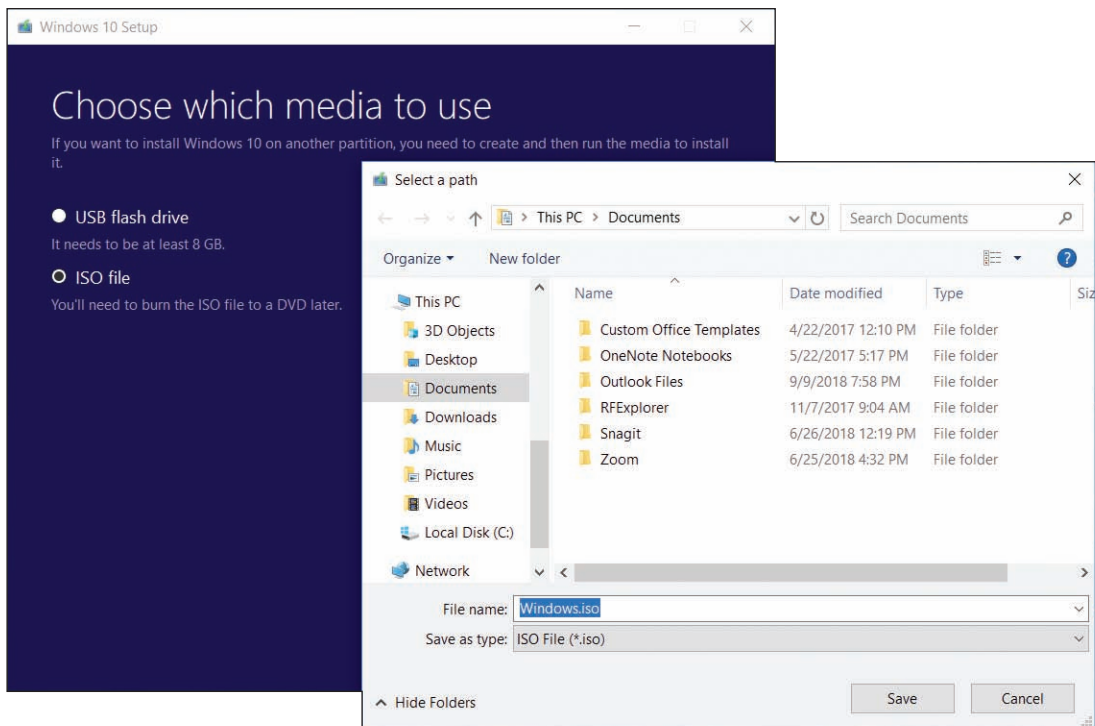 Windows 10 Setup
Choose which media to use
If you want to install Windows 10 on another partition, you need to create and then run the media to install
it.
USB flash drive
It needs to be at least 8 GB.
ISO file
You'll need to burn the ISO file to a DVD later.
Select a path
This PC > Documents
Search Documents
Organize
New folder
This PC
3D Objects
Desktop
Documents
Downloads
Music
Pictures
Videos
Local Disk (C:)
Network
Name Date modified Type Siz
Custom Office Templates 4/22/2017 12:10 PM File folder
OneNote Notebooks 5/22/2017 5:17 PM File folder
Outlook Files 9/9/2018 7:58 PM File folder
RFExplorer 11/7/2017 9:04 AM File folder
Snagit 6/26/2018 12:19 PM File folder
Zoom 6/25/2018 4:32 PM File folder
File name: Windows.iso
Save as type: ISO File (*.iso)
Hide Folders
Save
Cancel